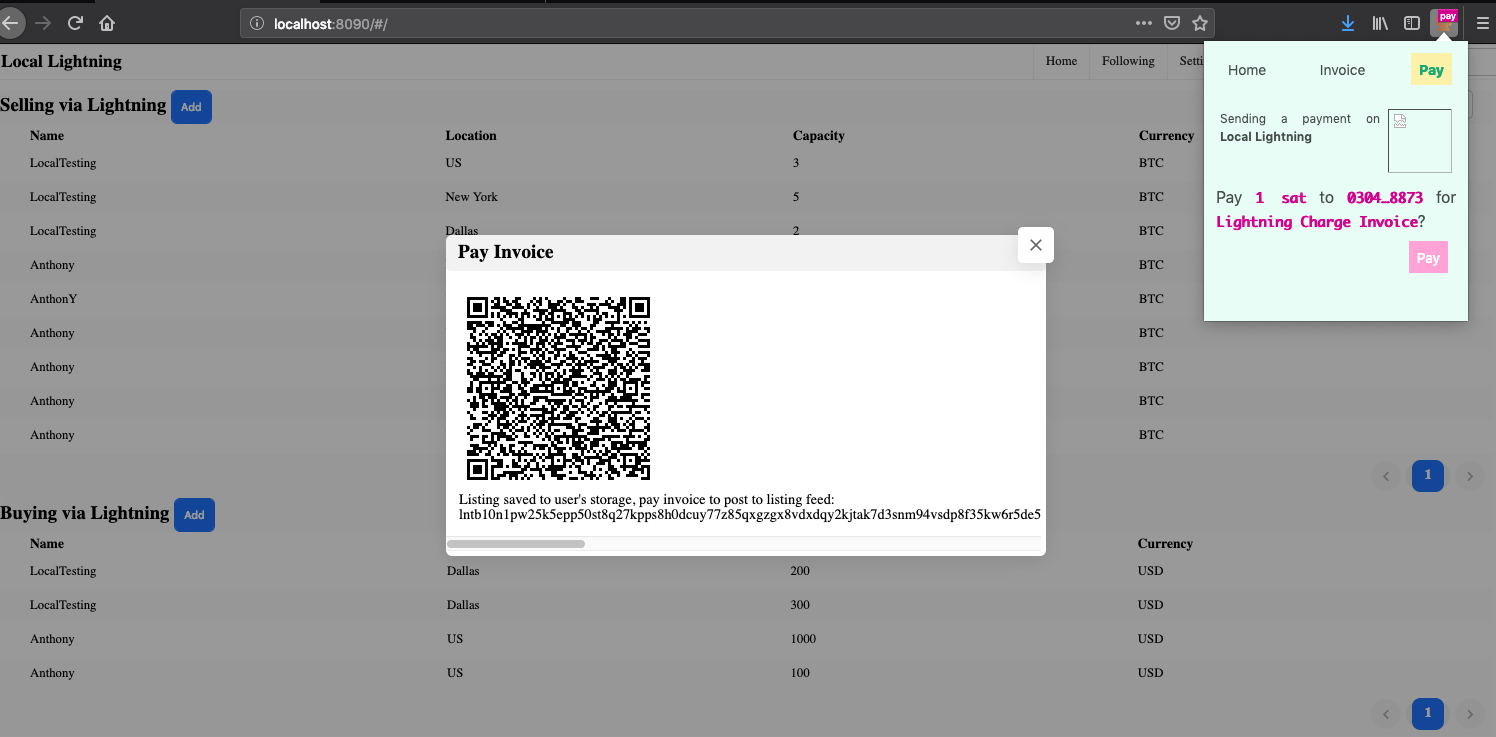 localhost:8090/#/
pay
Local Lightning
Home Following Setti
Selling via Lightning Add
Name Location Capacity Currency
LocalTesting US 3 BTC
LocalTesting New York 5 BTC
LocalTesting Dallas 2 BTC
Anthony BTC
AnthonY BTC
Anthony BTC
Anthony BTC
Anthony BTC
Anthony BTC
1
Buying via Lightning Add
Name Currency
LocalTesting Dallas 200 USD
LocalTesting Dallas 300 USD
Anthony US 1000 USD
Anthony US 100 USD
1
Pay Invoice
Listing saved to user's storage, pay invoice to post to listing feed:
lntb10n1pw25k5epp50st8q27kpps8h0dcuy77z85qxgzgx8vdxdqy2kjtak7d3snm94vsdp8f35kw6r5de5
Home Invoice Pay
Sending a payment on
Local Lightning
Pay 1 sat to 0304…8873 for
Lightning Charge Invoice?
Pay